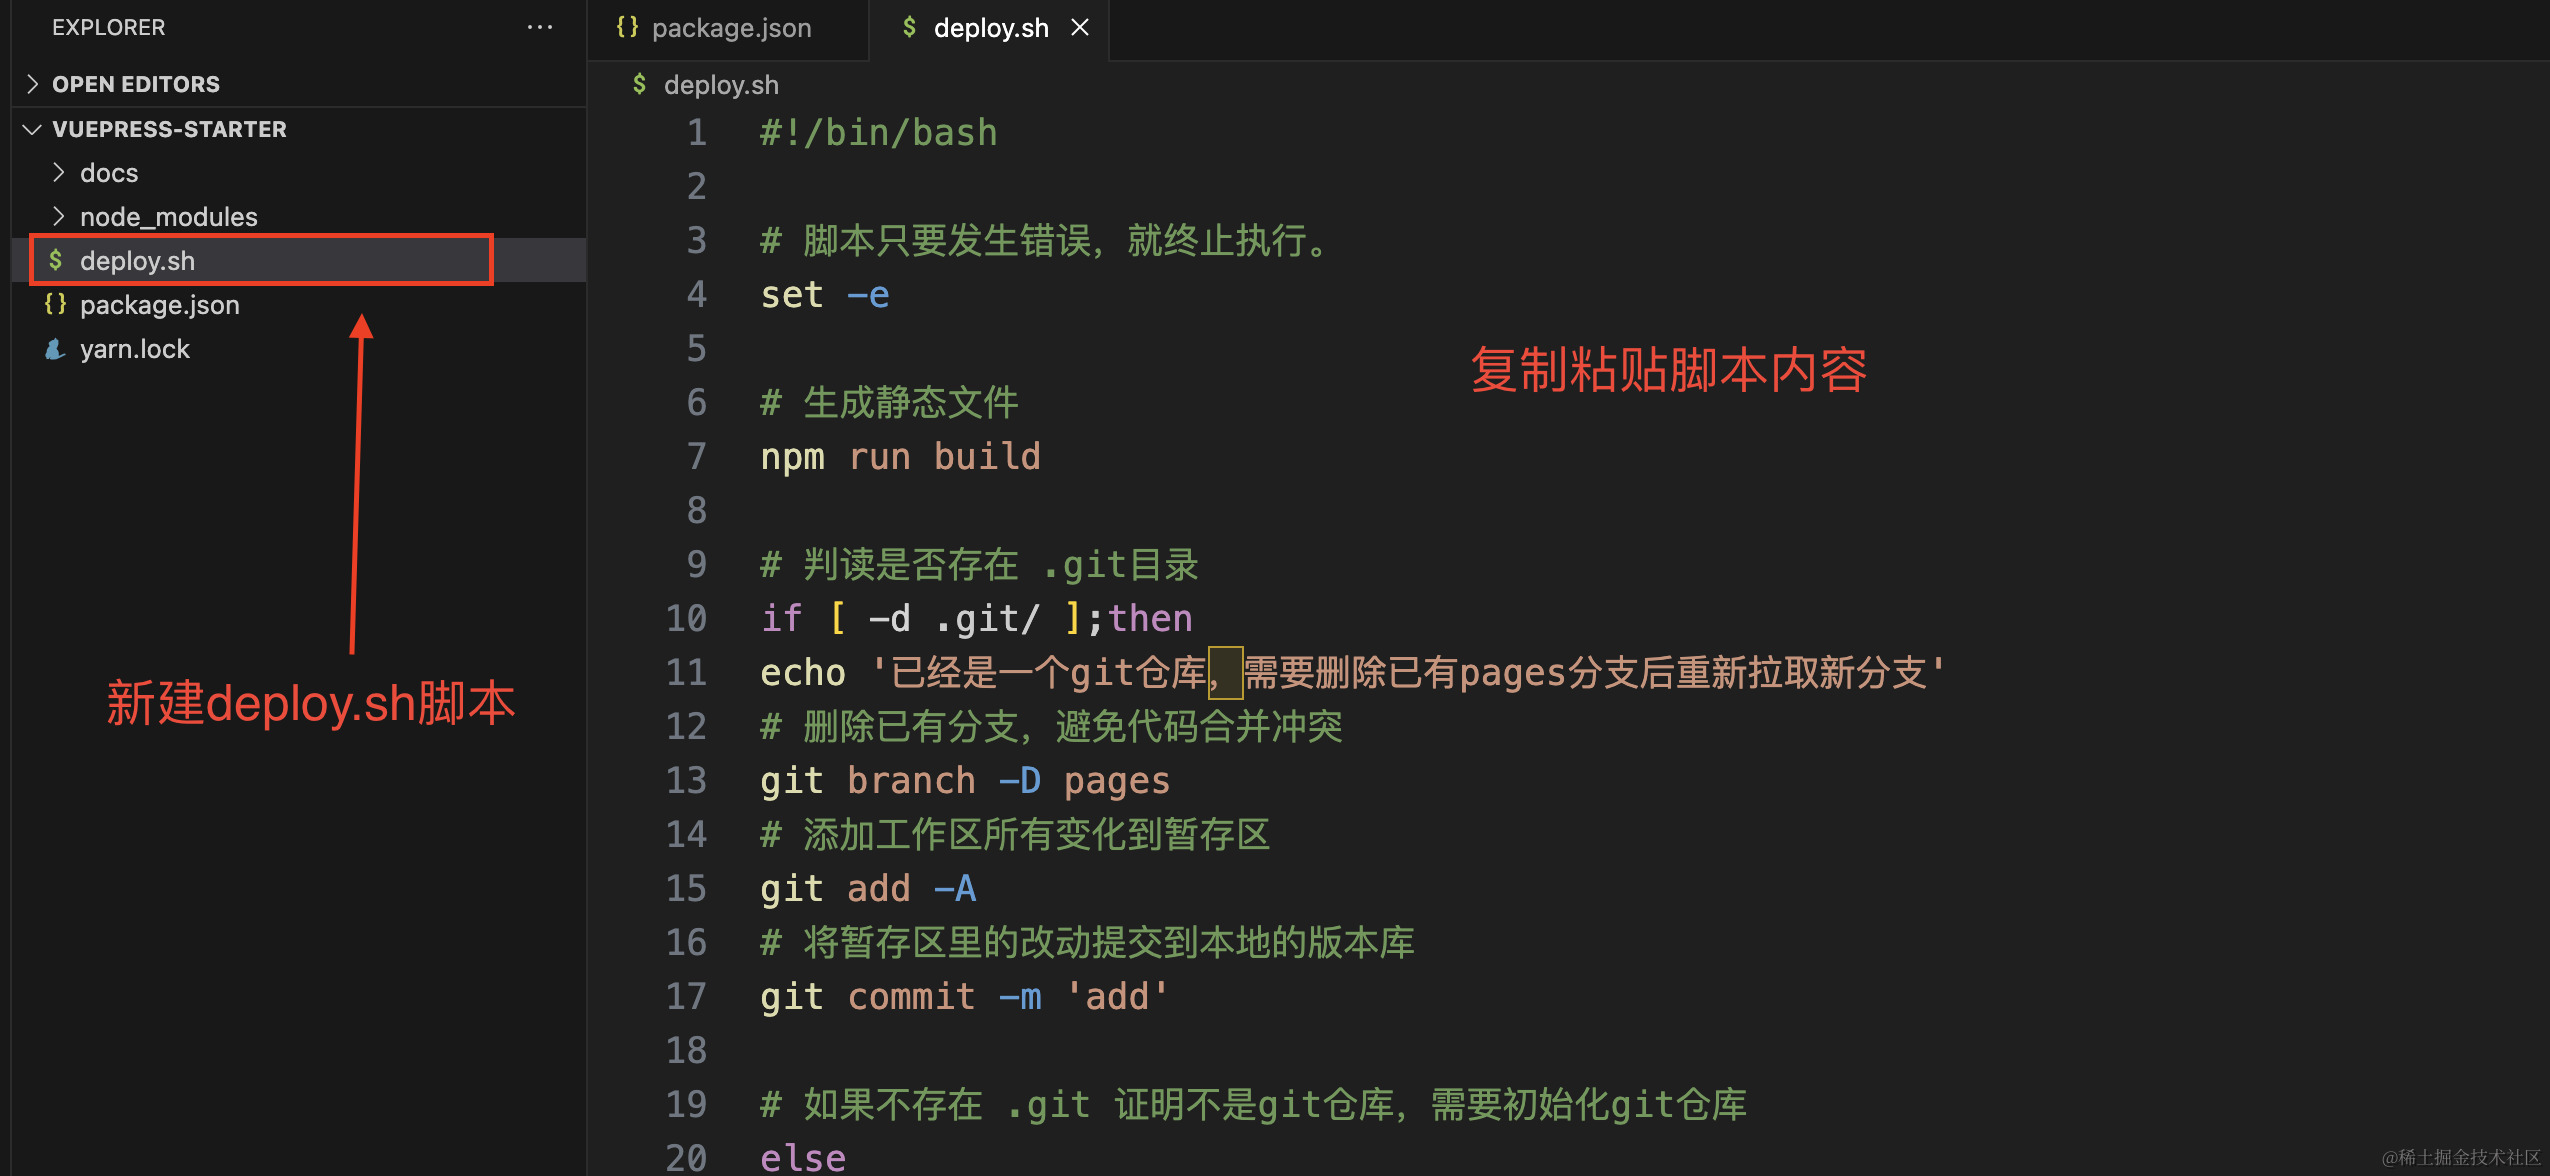 EXPLORER
OPEN EDITORS
VUEPRESS-STARTER
docs
node_modules
deploy.sh
package.json
yarn.lock
新建deploy.sh脚本
package.json
deploy.sh
deploy.sh
1 #!/bin/bash
2
3 # 脚本只要发生错误，就终止执行。
4 set -e
5
6 # 生成静态文件
7 npm run build
8
9 # 判读是否存在 .git目录
10 if [ -d .git/ ];then
11 echo '已经是一个git仓库，需要删除已有pages分支后重新拉取新分支'
12 # 删除已有分支，避免代码合并冲突
13 git branch -D pages
14 # 添加工作区所有变化到暂存区
15 git add -A
16 # 将暂存区里的改动提交到本地的版本库
17 git commit -m 'add'
18
19 # 如果不存在 .git 证明不是git仓库，需要初始化git仓库
20 else
复制粘贴脚本内容
@稀土掘金技术社区